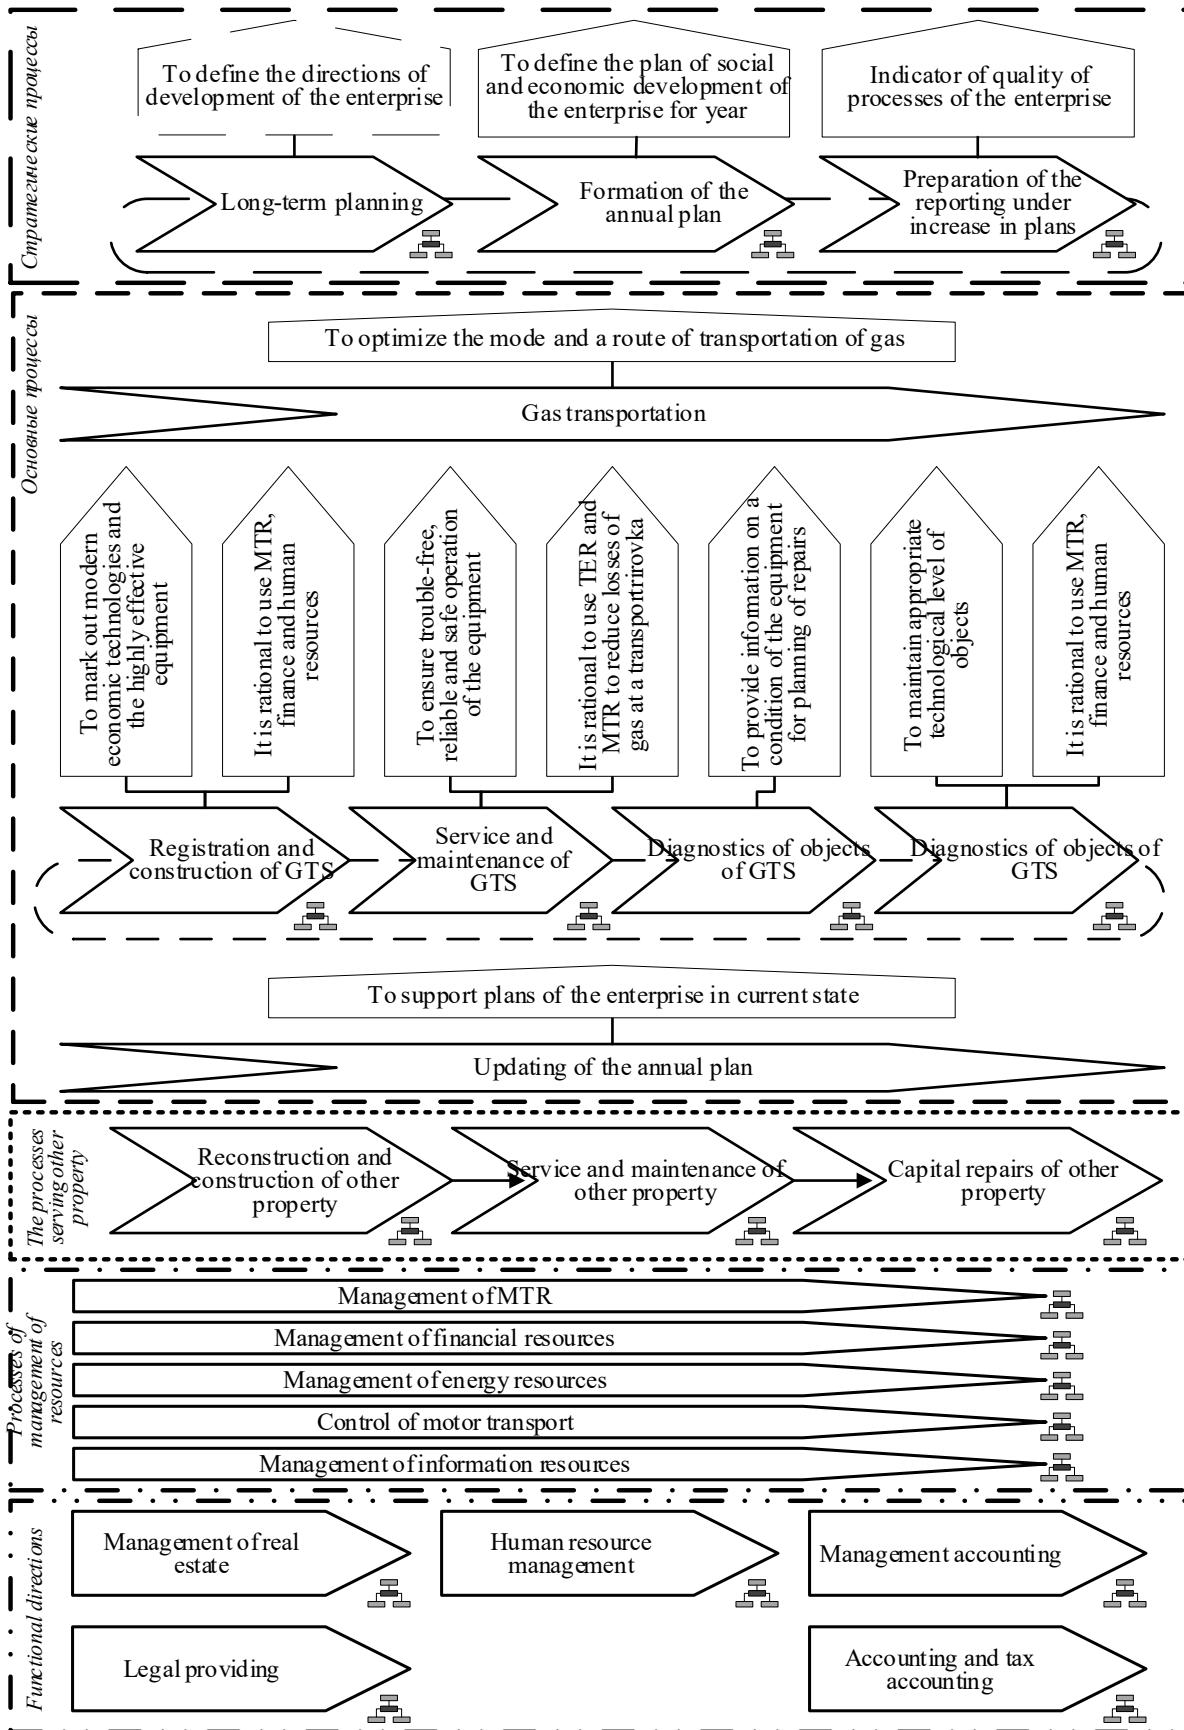 Стратегические процессы
To define the directions of
development of the enterprise
To define the plan of social
and economic development of
the enterprise for year
Indicator of quality of
processes of the enterprise
Long-term planning
Formation of the
annual plan
Preparation of the
reporting under
increase in plans
Основные процессы
To optimize the mode and a route of transportation of gas
Gas transportation
To mark out modern
economic technologies and
the highly effective
equipment
It is rational to use MTR,
finance and human
resources
To ensure trouble-free,
reliable and safe operation
of the equipment
It is rational to use TER and
MTR to reduce losses of
gas at a transportrirovka
To provide information on a
condition of the equipment
for planning of repairs
To maintain appropriate
technological level of
objects
It is rational to use MTR,
finance and human
resources
Registration and
construction of GTS
Service and
maintenance of
GTS
Diagnostics of objects
of GTS
Diagnostics of objects of
GTS
To support plans of the enterprise in current state
Updating of the annual plan
The processes
serving other
property
Reconstruction and
construction of other
property
Service and maintenance of
other property
Capital repairs of other
property
Processes of
management of
resources
Management of MTR
Management of financial resources
Management of energy resources
Control of motor transport
Management of information resources
Functional directions
Management of real
estate
Human resource
management
Management accounting
Legal providing
Accounting and tax
accounting